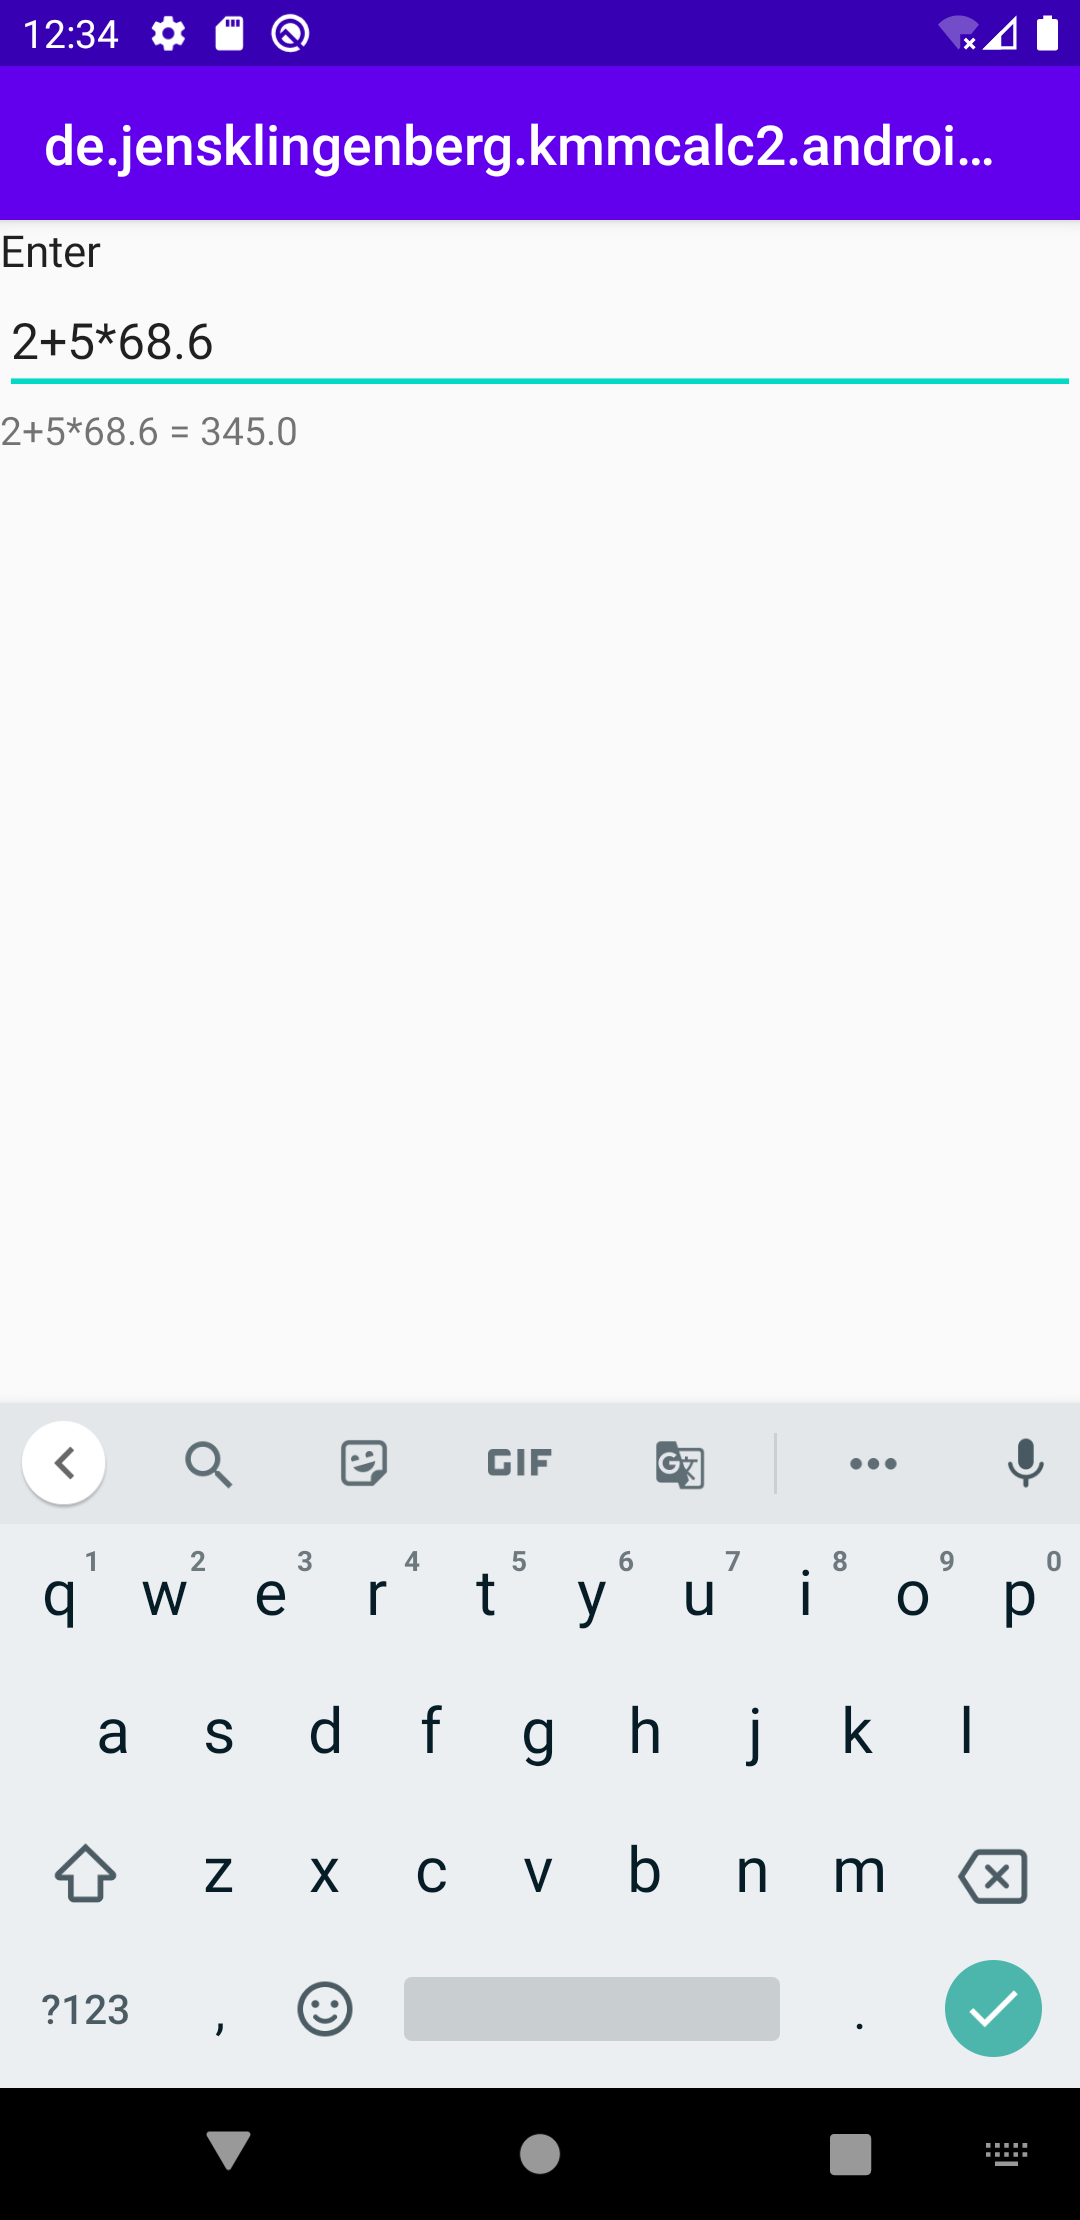 12:34
de.jensklingenberg.kmmcalc2.androi...
Enter
2+5*68.6
2+5*68.6 = 345.0
GIF
G
1 2 3 4 5 6 7 8 9 0
q w e r t y u i o p
a s d f g h j k l
z x c v b n m
?123 , .